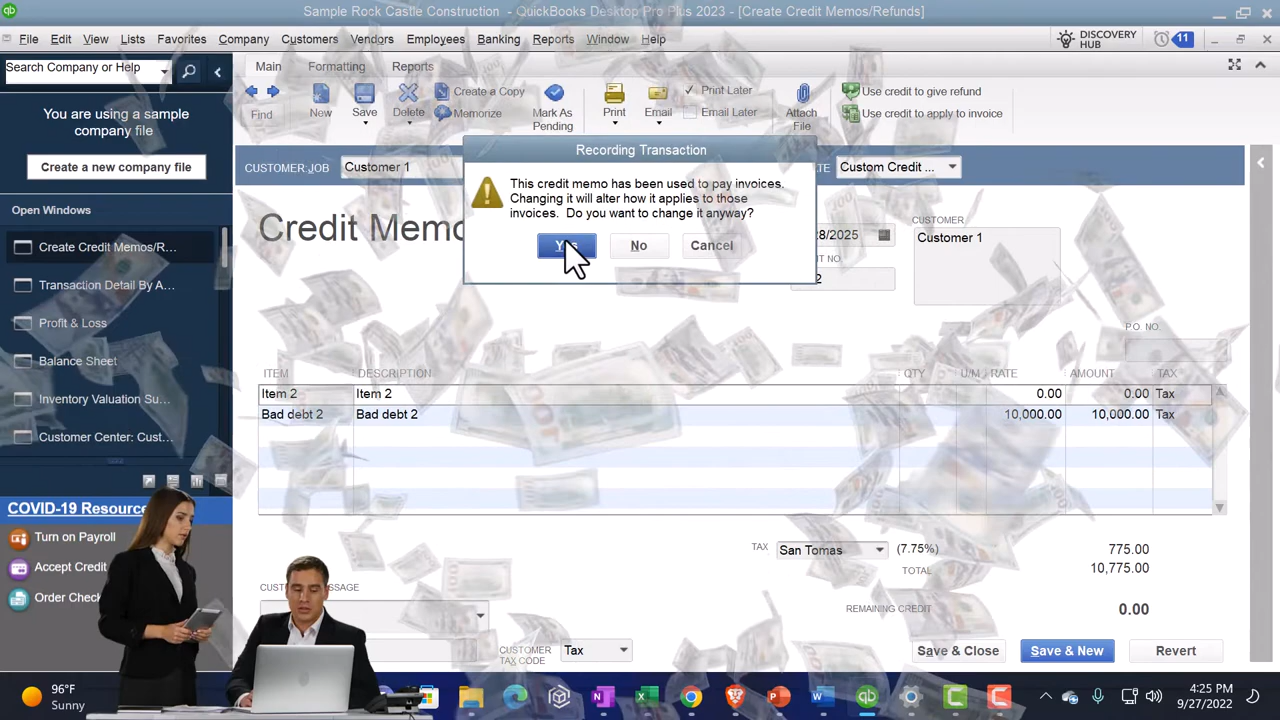 Sample Rock Castle Construction - QuickBooks Desktop Pro Plus 2023 - [Create Credit Memos/Refunds]
File Edit View Lists Favorites Company Customers Vendors Employees Banking Reports Window Help
DISCOVERY HUB
11
Search Company or Help
Main Formatting Reports
Find
New
Save
Delete
Create a Copy
Memorize
Mark As Pending
Print
Email
Print Later
Email Later
Attach File
Use credit to give refund
Use credit to apply to invoice
You are using a sample
company file
Create a new company file
Open Windows
Create Credit Memos/R...
Transaction Detail By A...
Profit & Loss
Balance Sheet
Inventory Valuation Su...
Customer Center: Cust...
COVID-19 Resource
Turn on Payroll
Accept Credit
Order Check
CUSTOMER:JOB Customer 1
Custom Credit ...
Recording Transaction
This credit memo has been used to pay invoices.
Changing it will alter how it applies to those
invoices. Do you want to change it anyway?
Yes No Cancel
Credit Memo
8/2025
2
CUSTOMER
Customer 1
P.O. NO.
ITEM DESCRIPTION QTY U/M RATE AMOUNT TAX
Item 2 Item 2 0.00 0.00 Tax
Bad debt 2 Bad debt 2 10,000.00 10,000.00 Tax
TAX San Tomas (7.75%) 775.00
TOTAL 10,775.00
REMAINING CREDIT 0.00
CUSTOMER TAX CODE Tax
Save & Close Save & New Revert
96°F
Sunny
4:25 PM
9/27/2022